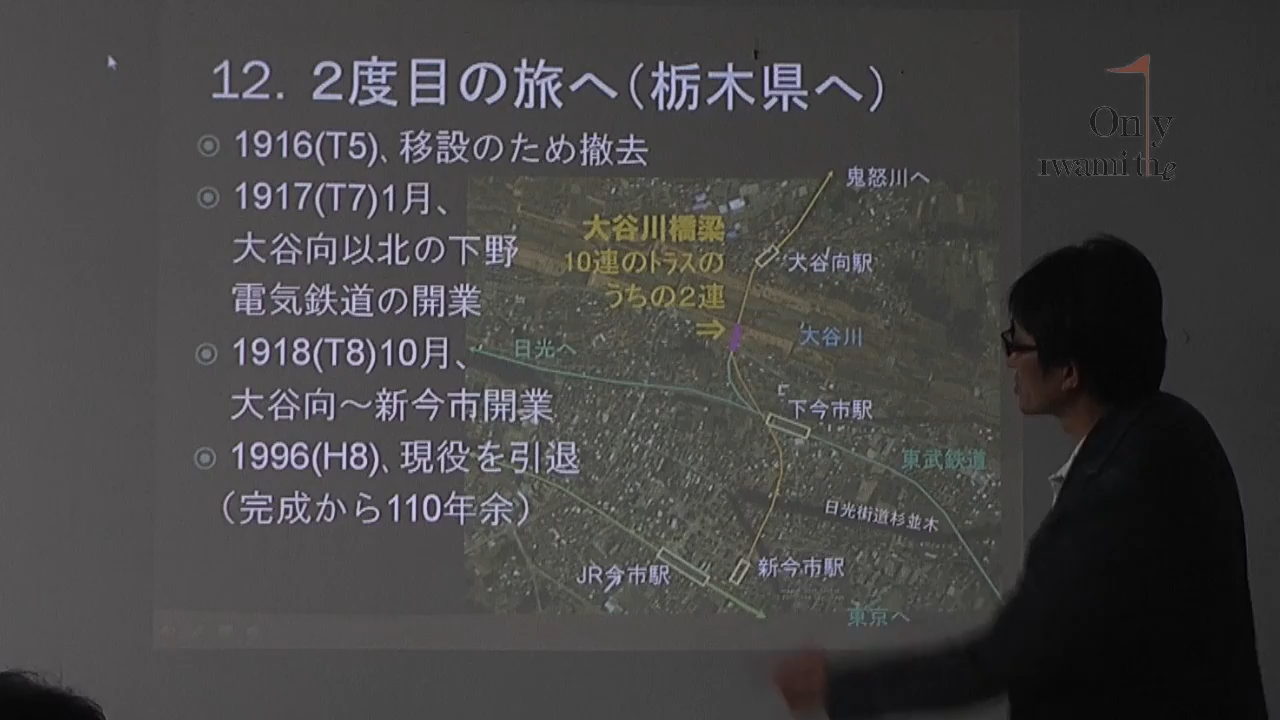 12. 2度目の旅へ(栃木県へ)
1916(T5)、移設のため撤去
1917(T7)1月、
大谷向以北の下野
電気鉄道の開業
1918(T8)10月、
大谷向～新今市開業
1996(H8)、現役を引退
(完成から110年余)
鬼怒川へ
大谷川橋梁
10連のトラスの
うちの2連
⇒
大谷向駅
大谷川
日光へ
下今市駅
東武鉄道
日光街道杉並木
JR今市駅
新今市駅
東京へ
Only
Iwami the